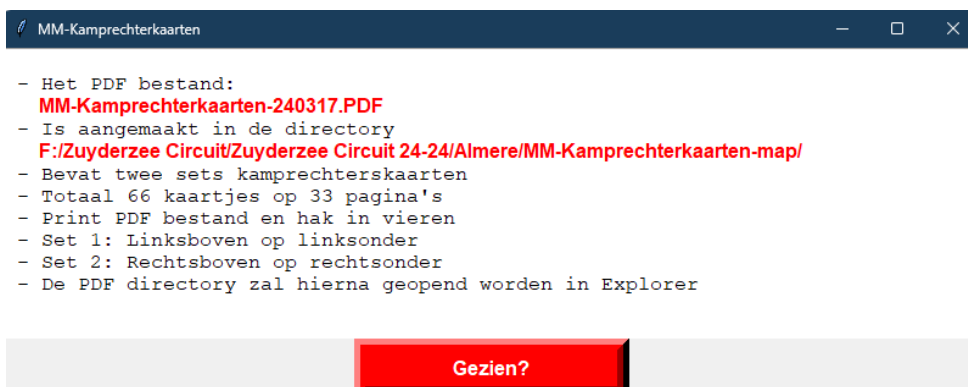 MM-Kamprechterkaarten
- Het PDF bestand:
MM-Kamprechterkaarten-240317.PDF
- Is aangemaakt in de directory
F:/Zuyderzee Circuit/Zuyderzee Circuit 24-24/Almere/MM-Kamprechterkaarten-map/
- Bevat twee sets kamprechterskaarten
- Totaal 66 kaartjes op 33 pagina's
- Print PDF bestand en hak in vieren
- Set 1: Linksboven op linksonder
- Set 2: Rechtsboven op rechtsonder
- De PDF directory zal hierna geopend worden in Explorer
Gezien?